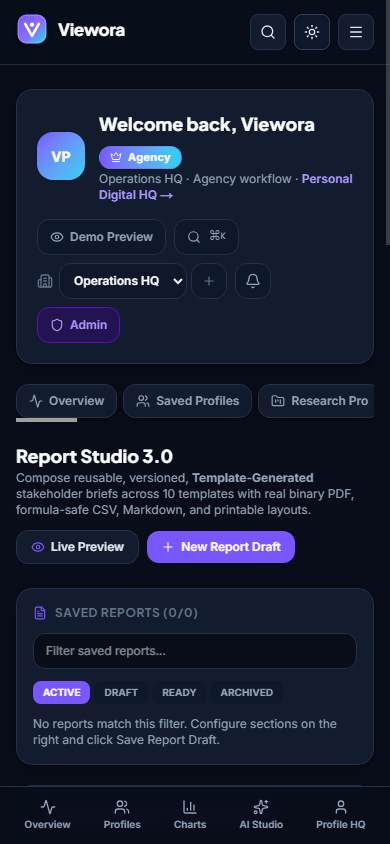 Viewora
Welcome back, Viewora
VP
Agency
Operations HQ · Agency workflow · Personal
Digital HQ →
Demo Preview
⌘K
Operations HQ
+
Admin
Overview
Saved Profiles
Research Pro
Report Studio 3.0
Compose reusable, versioned, Template-Generated
stakeholder briefs across 10 templates with real binary PDF,
formula-safe CSV, Markdown, and printable layouts.
Live Preview
+ New Report Draft
SAVED REPORTS (0/0)
Filter saved reports...
ACTIVE
DRAFT
READY
ARCHIVED
No reports match this filter. Configure sections on the
right and click Save Report Draft.
Overview
Profiles
Charts
AI Studio
Profile HQ